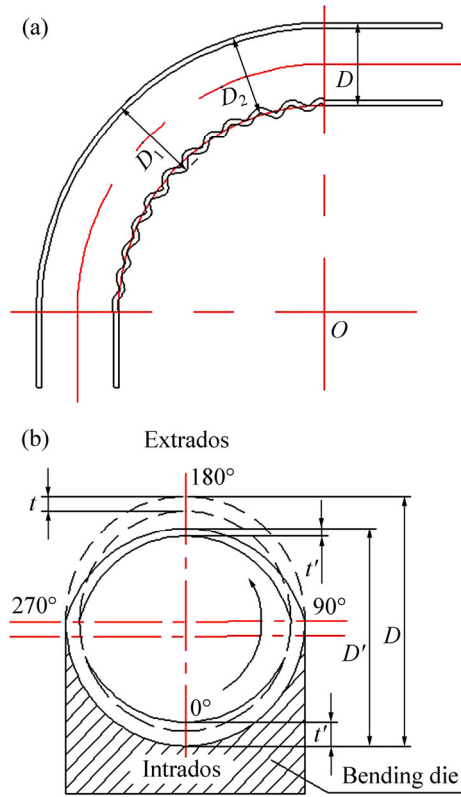 (a)
D
D₂
D₁
O
(b)
Extrados
t
180°
t'
270°
90°
D'
D
0°
t'
Intrados
Bending die